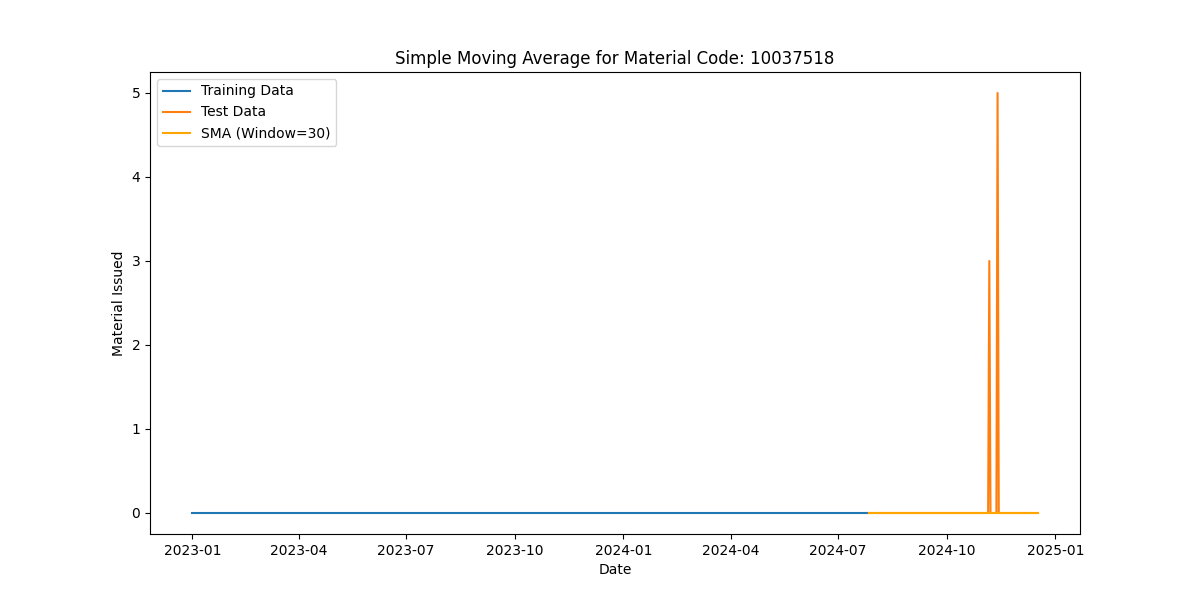 Simple Moving Average for Material Code: 10037518
Training Data
Test Data
SMA (Window=30)
Material Issued
5
4
3
2
1
0
2023-01 2023-04 2023-07 2023-10 2024-01 2024-04 2024-07 2024-10 2025-01
Date